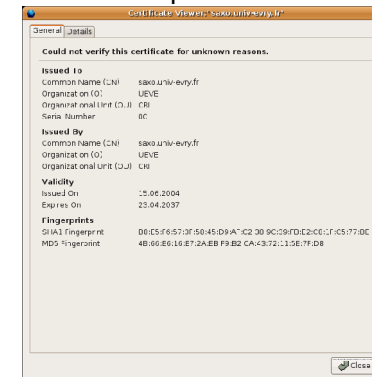 Certificate Viewer:"saxo.univ-evry.fr"
General Details
Could not verify this certificate for unknown reasons.
Issued To
Common Name (CN) saxo.univ-evry.fr
Organization (O) UEVE
Organizational Unit (OU) CRI
Serial Number 0C
Issued By
Common Name (CN) saxo.univ-evry.fr
Organization (O) UEVE
Organizational Unit (OU) CRI
Validity
Issued On 15.06.2004
Expires On 23.04.2037
Fingerprints
SHA1 Fingerprint
MD5 Fingerprint
Close